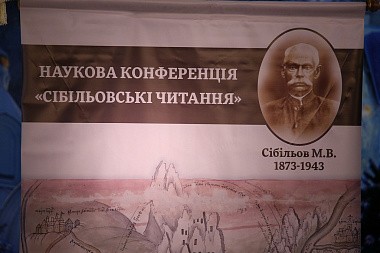 НАУКОВА КОНФЕРЕНЦІЯ
«СІБІЛЬОВСЬКІ ЧИТАННЯ»
Сібільов М.В.
1873-1943